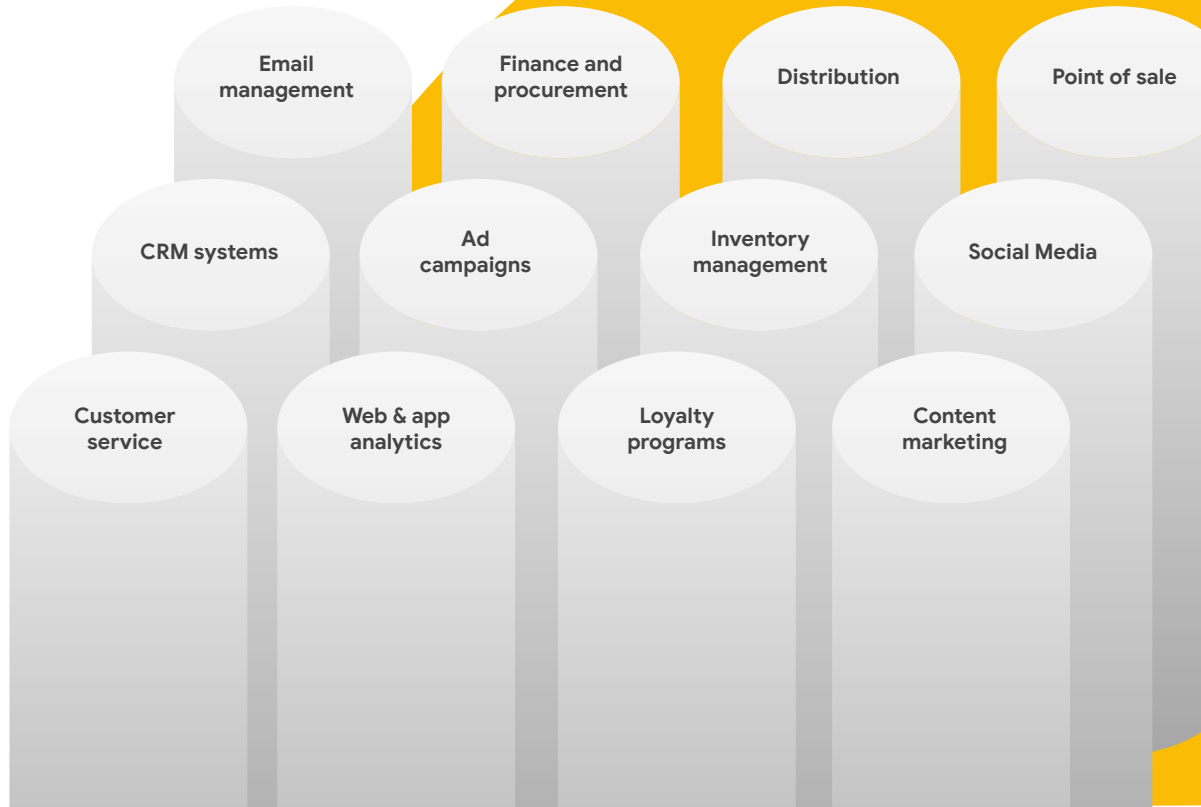 Email
management
Finance and
procurement
Distribution
Point of sale
CRM systems
Ad
campaigns
Inventory
management
Social Media
Customer
service
Web & app
analytics
Loyalty
programs
Content
marketing